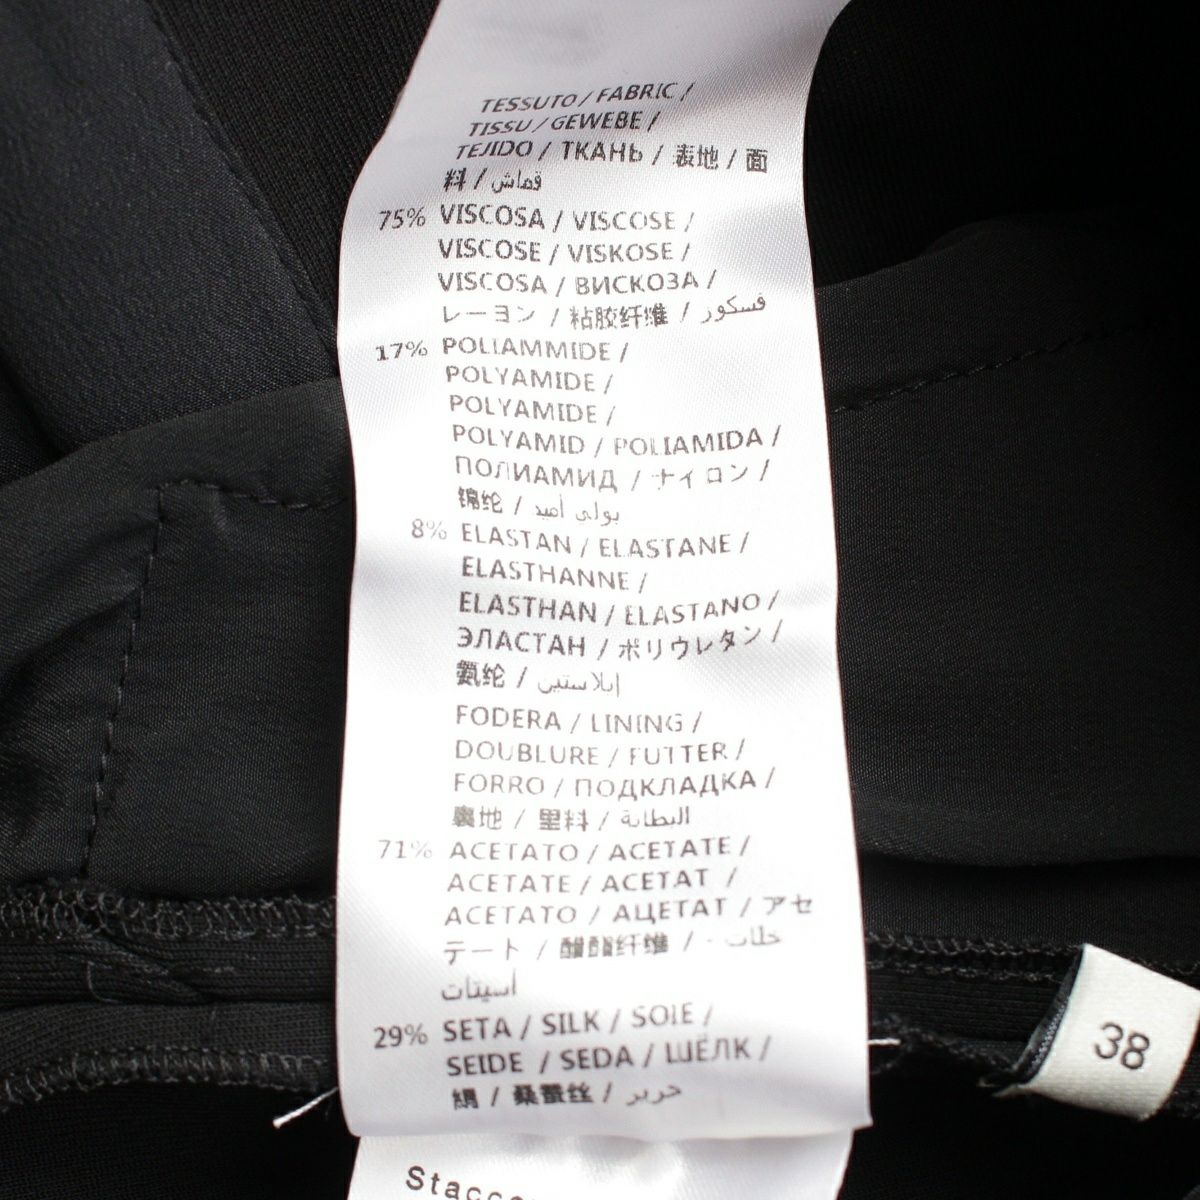 TESSUTO / FABRIC /
TISSU / GEWEBE /
TEJIDO / ТКАНЬ / 表地 / 面
料 / قماش
75% VISCOSA / VISCOSE /
VISCOSE / VISKOSE /
VISCOSA / ВИСКОЗА /
レーヨン / 粘胶纤维 / فسكور
17% POLIAMMIDE /
POLYAMIDE /
POLYAMIDE /
POLYAMID / POLIAMIDA /
ПОЛИАМИД / ナイロン /
锦纶 / بولي أميد
8% ELASTAN / ELASTANE /
ELASTHANNE /
ELASTHAN / ELASTANO /
ЭЛАСТАН / ポリウレタン /
氨纶 / إيلاستين
FODERA / LINING /
DOUBLURE / FUTTER /
FORRO / ПОДКЛАДКА /
裏地 / 里料 / البطانة
71% ACETATO / ACETATE /
ACETATE / ACETAT /
ACETATO / АЦЕТАТ / アセ
テート / 醋酯纤维 / خلات -
أسيتات
29% SETA / SILK / SOIE /
SEIDE / SEDA / ШЁЛК /
絹 / 桑蚕丝 / حرير
38